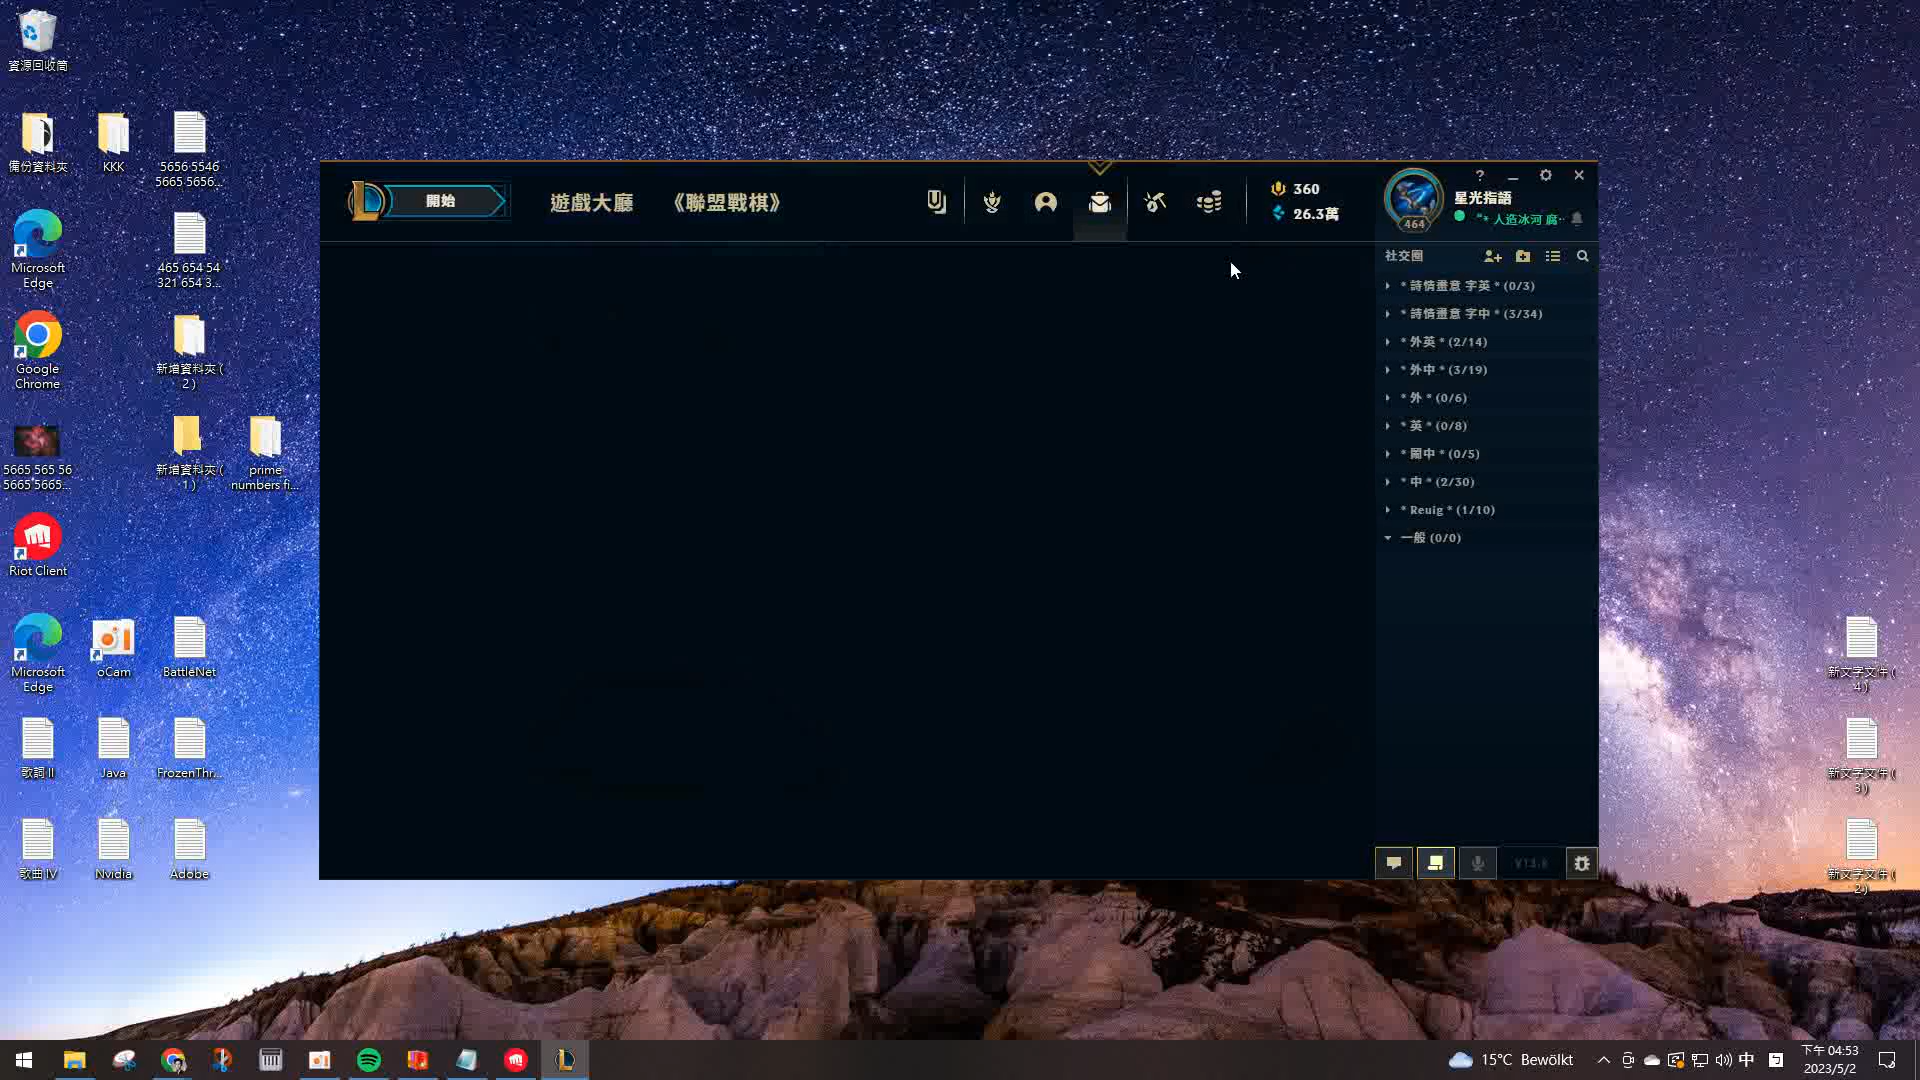 資源回收筒
備份資料夾
KKK
5656 5546
5665 5656...
Microsoft
Edge
465 654 54
321 654 3...
Google
Chrome
新增資料夾 (
2 )
5665 565 56
5665 5665...
新增資料夾 (
1 )
prime
numbers fi...
Riot Client
Microsoft
Edge
oCam
BattleNet
歌詞 II
Java
FrozenThr...
歌曲 IV
Nvidia
Adobe
開始
遊戲大廳
《聯盟戰棋》
360
26.3萬
464
星光指語
"* 人造冰河 腐··
社交圈
* 詩情畫意 字英 * (0/3)
* 詩情畫意 字中 * (3/34)
* 外英 * (2/14)
* 外中 * (3/19)
* 外 * (0/6)
* 英 * (0/8)
* 閣中 * (0/5)
* 中 * (2/30)
* Reuig * (1/10)
一般 (0/0)
新文字文件 (
4 )
新文字文件 (
3 )
新文字文件 (
2 )
15°C Bewölkt
中
下午 04:53
2023/5/2